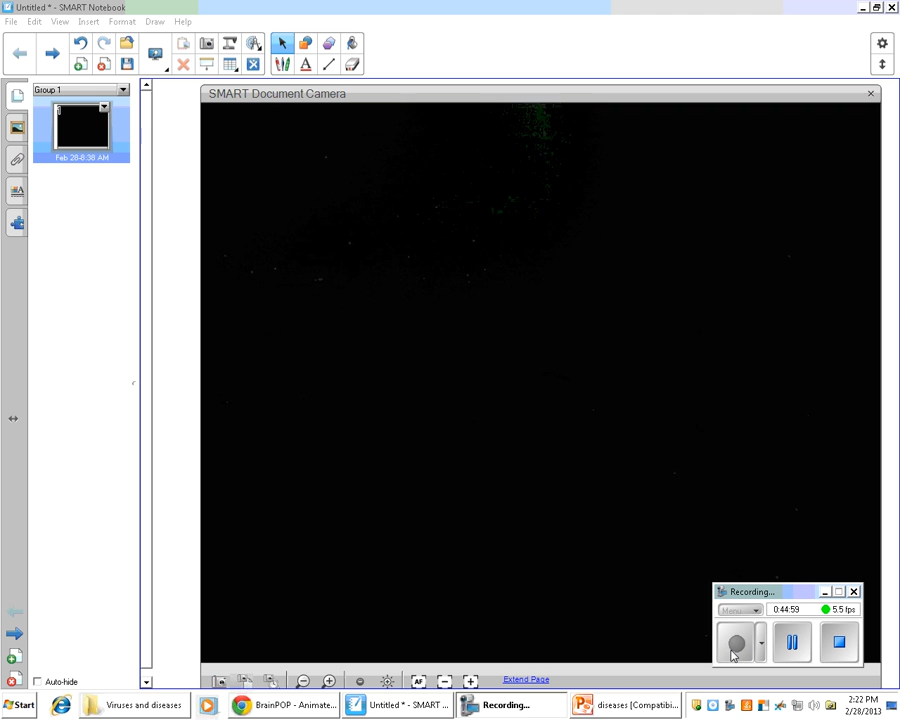 Untitled * - SMART Notebook
File Edit View Insert Format Draw Help
Group 1
Feb 28-8:38 AM
SMART Document Camera
Recording...
Menu
0:44:59
5.5 fps
Auto-hide
AF
Extend Page
Start
Viruses and diseases
BrainPOP - Animate...
Untitled * - SMART ...
Recording...
diseases [Compatibi...
2:22 PM
2/28/2013